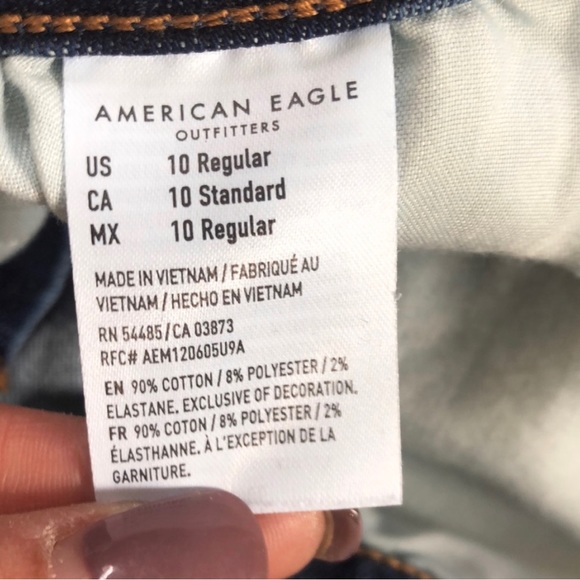 AMERICAN EAGLE
OUTFITTERS
US 10 Regular
CA 10 Standard
MX 10 Regular
MADE IN VIETNAM / FABRIQUÉ AU
VIETNAM / HECHO EN VIETNAM
RN 54485 / CA 03873
RFC# AEM120605U9A
EN 90% COTTON / 8% POLYESTER / 2%
ELASTANE. EXCLUSIVE OF DECORATION.
FR 90% COTON / 8% POLYESTER / 2%
ÉLASTHANNE. À L'EXCEPTION DE LA
GARNITURE.